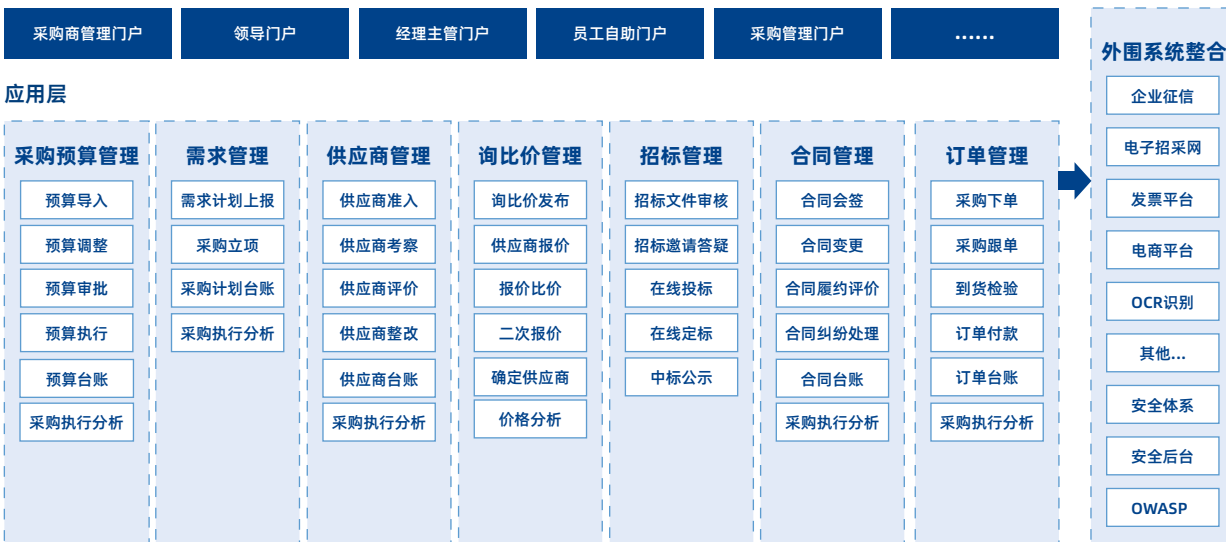 采购商管理门户
领导门户
经理主管门户
员工自助门户
采购管理门户
......
应用层
采购预算管理
预算导入
预算调整
预算审批
预算执行
预算台账
采购执行分析
需求管理
需求计划上报
采购立项
采购计划台账
采购执行分析
供应商管理
供应商准入
供应商考察
供应商评价
供应商整改
供应商台账
采购执行分析
询比价管理
询比价发布
供应商报价
报价比价
二次报价
确定供应商
价格分析
招标管理
招标文件审核
招标邀请答疑
在线投标
在线定标
中标公示
合同管理
合同会签
合同变更
合同履约评价
合同纠纷处理
合同台账
采购执行分析
订单管理
采购下单
采购跟单
到货检验
订单付款
订单台账
采购执行分析
外围系统整合
企业征信
电子招采网
发票平台
电商平台
OCR识别
其他...
安全体系
安全后台
OWASP